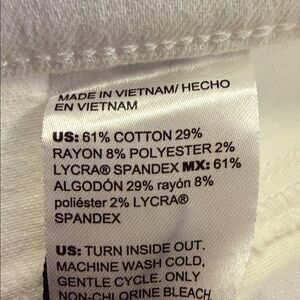 MADE IN VIETNAM/ HECHO
EN VIETNAM
US: 61% COTTON 29%
RAYON 8% POLYESTER 2%
LYCRA® SPANDEX MX: 61%
ALGODÓN 29% rayón 8%
poliéster 2% LYCRA®
SPANDEX
US: TURN INSIDE OUT.
MACHINE WASH COLD,
GENTLE CYCLE. ONLY
NON-CHLORINE BLEACH